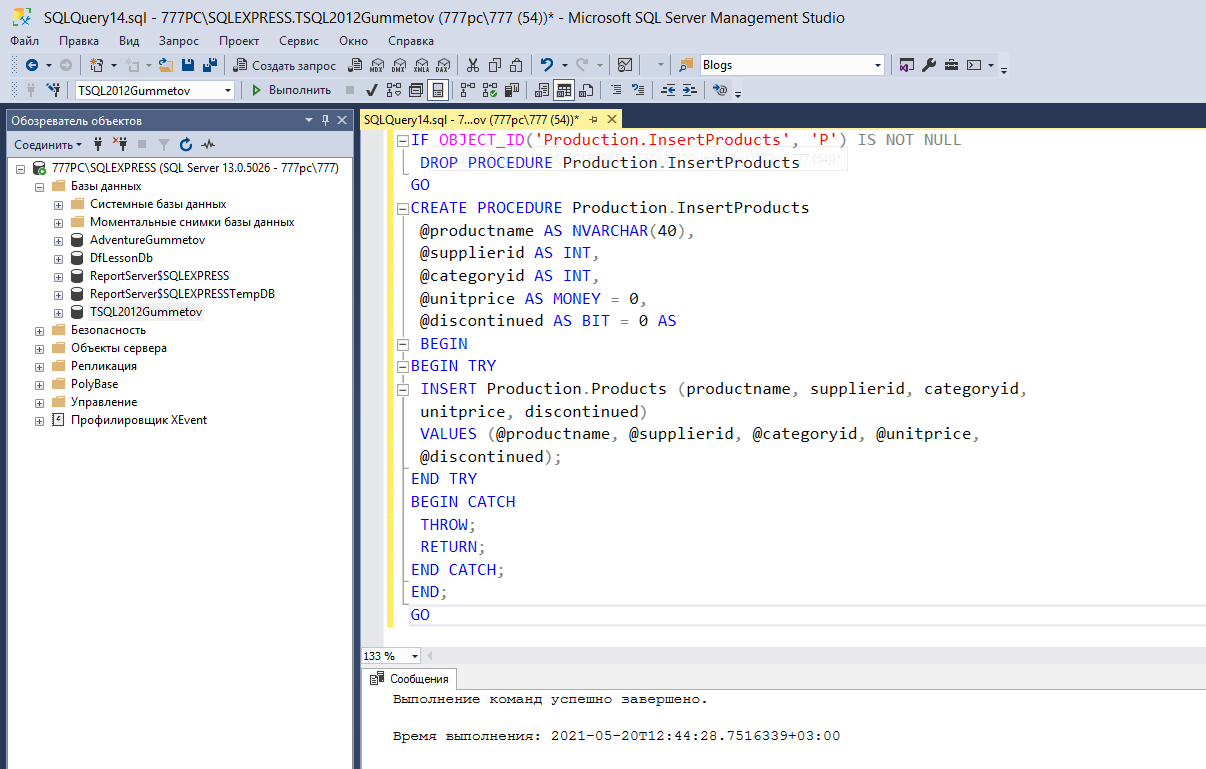 SQLQuery14.sql - 777PC\SQLEXPRESS.TSQL2012Gummetov (777pc\777 (54))* - Microsoft SQL Server Management Studio
Файл Правка Вид Запрос Проект Сервис Окно Справка
Создать запрос MDX DMX XMLA DAX Blogs
TSQL2012Gummetov Выполнить
Обозреватель объектов
SQLQuery14.sql - 7...ov (777pc\777 (54))*
Соединить
777PC\SQLEXPRESS (SQL Server 13.0.5026 - 777pc\777)
Базы данных
Системные базы данных
Моментальные снимки базы данных
AdventureGummetov
DfLessonDb
ReportServer$SQLEXPRESS
ReportServer$SQLEXPRESSTempDB
TSQL2012Gummetov
Безопасность
Объекты сервера
Репликация
PolyBase
Управление
Профилировщик XEvent
IF OBJECT_ID('Production.InsertProducts', 'P') IS NOT NULL
DROP PROCEDURE Production.InsertProducts
GO
CREATE PROCEDURE Production.InsertProducts
@productname AS NVARCHAR(40),
@supplierid AS INT,
@categoryid AS INT,
@unitprice AS MONEY = 0,
@discontinued AS BIT = 0 AS
BEGIN
BEGIN TRY
INSERT Production.Products (productname, supplierid, categoryid,
unitprice, discontinued)
VALUES (@productname, @supplierid, @categoryid, @unitprice,
@discontinued);
END TRY
BEGIN CATCH
THROW;
RETURN;
END CATCH;
END;
GO
133 %
Сообщения
Выполнение команд успешно завершено.
Время выполнения: 2021-05-20T12:44:28.7516339+03:00